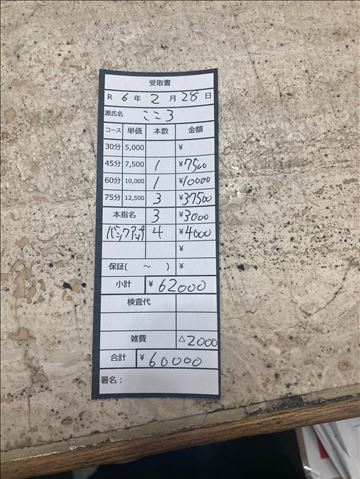 受取書
R 6 年 2 月 28 日
源氏名 こころ
コース 単価 本数 金額
30分 5,000 ¥
45分 7,500 1 ¥7500
60分 10,000 1 ¥10000
75分 12,500 3 ¥37500
本指名 3 ¥3000
バックアップ 4 ¥4000
¥
保証( ～ ) ¥
小計 ¥62000
検査代
雑費 △2000
合計 ¥60000
署名：